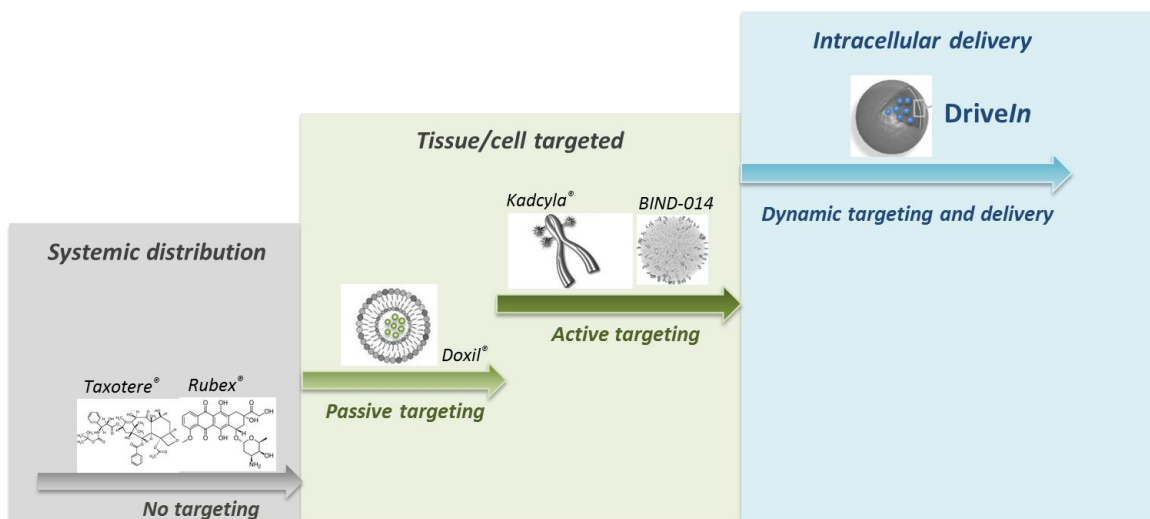 Intracellular delivery
DriveIn
Tissue/cell targeted
Kadcyla®
BIND-014
Dynamic targeting and delivery
Systemic distribution
Active targeting
Doxil®
Taxotere®
Rubex®
Passive targeting
No targeting